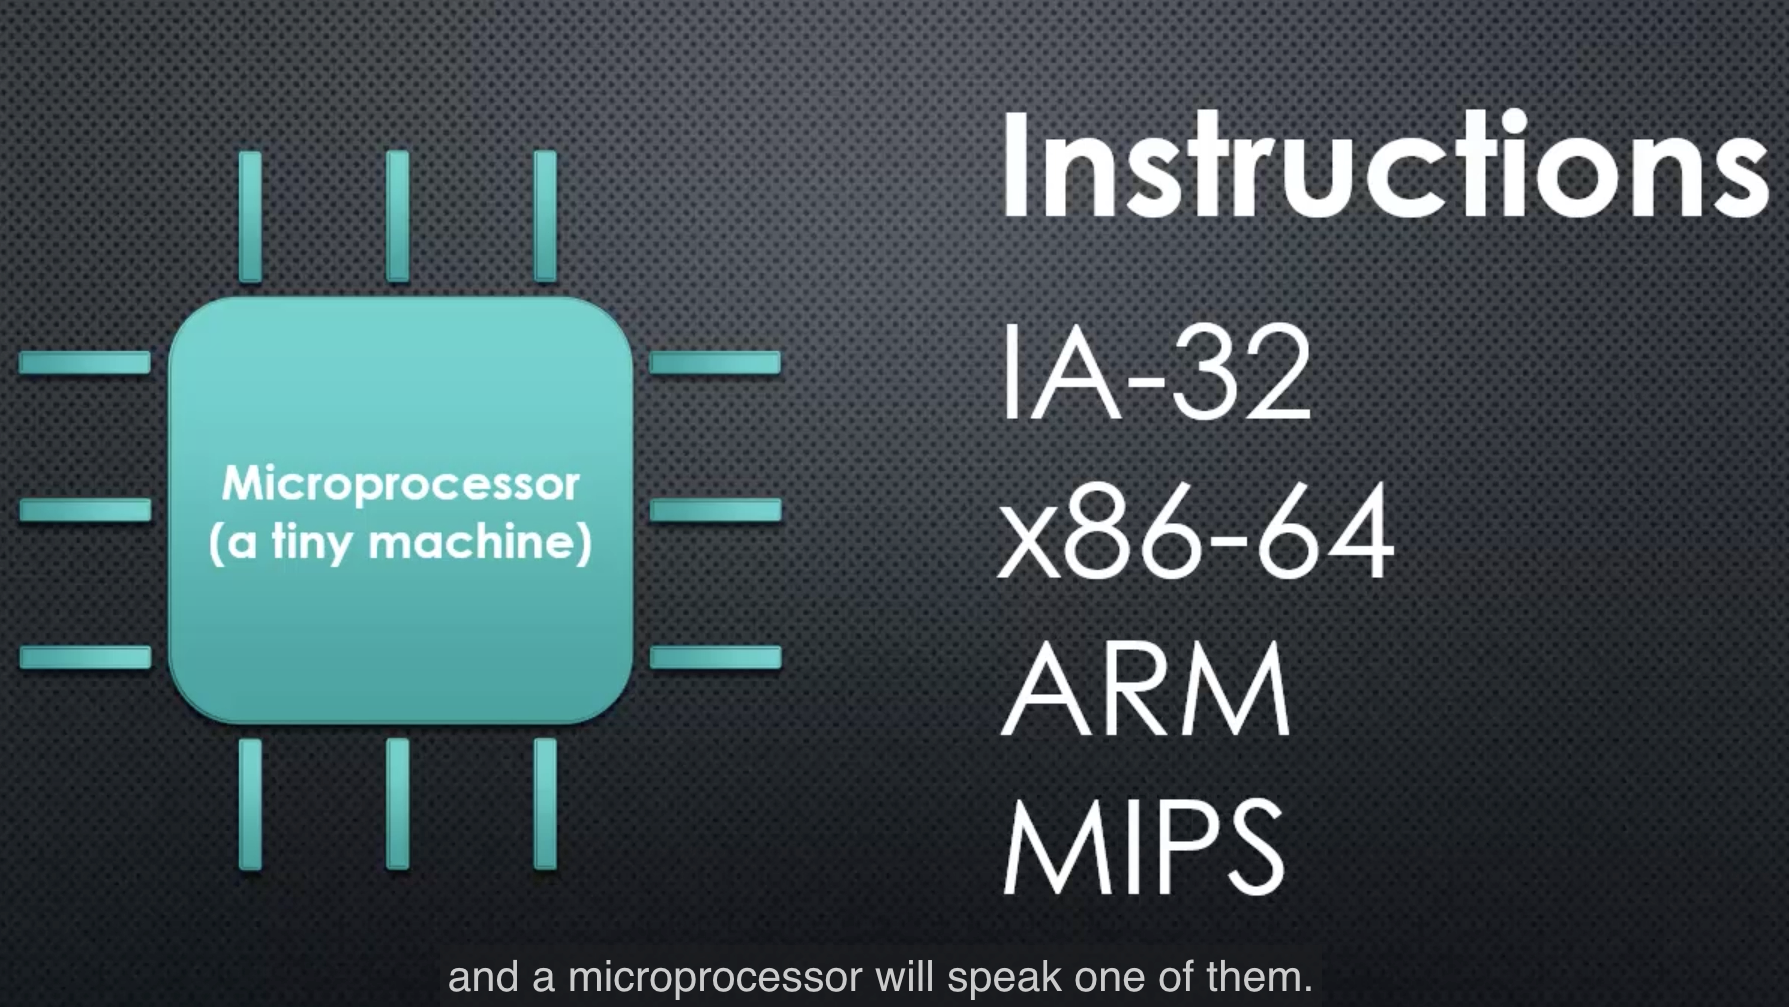 Microprocessor
(a tiny machine)
Instructions
IA-32
x86-64
ARM
MIPS
and a microprocessor will speak one of them.